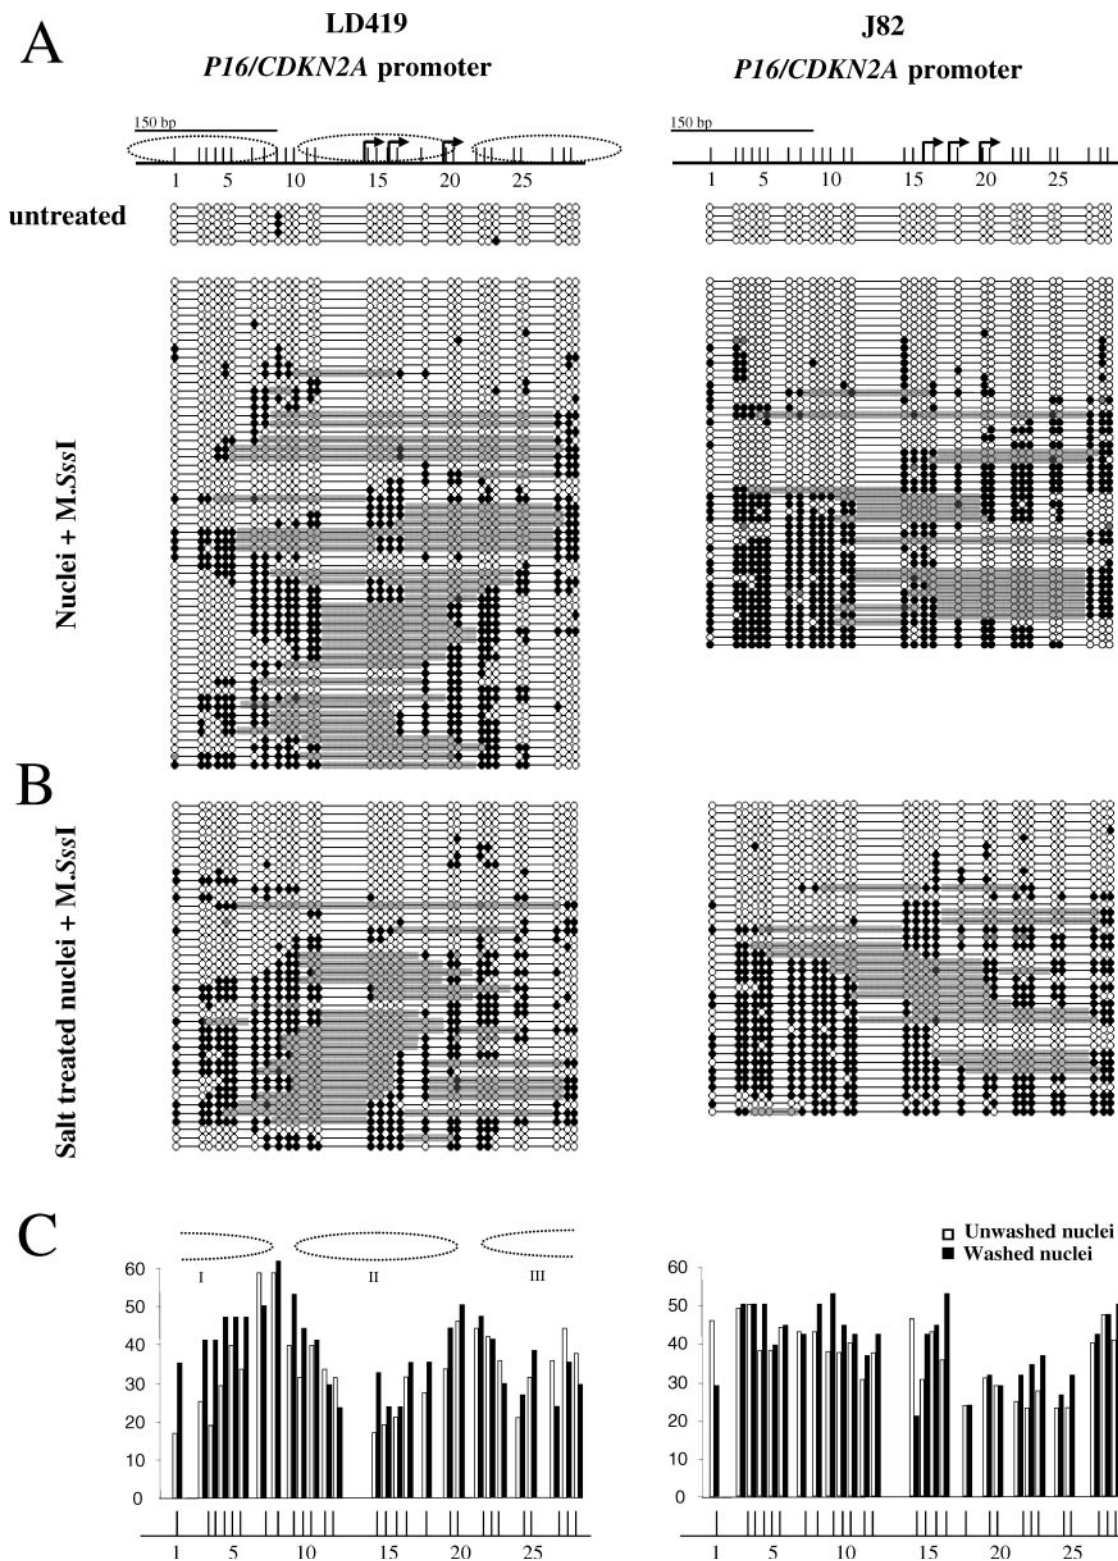 A
LD419
P16/CDKN2A promoter
J82
P16/CDKN2A promoter
150 bp
150 bp
1 5 10 15 20 25
1 5 10 15 20 25
untreated
Nuclei + M.SssI
B
Salt treated nuclei + M.SssI
C
Unwashed nuclei
Washed nuclei
I II III
60
50
40
30
20
10
0
60
50
40
30
20
10
0
1 5 10 15 20 25
1 5 10 15 20 25